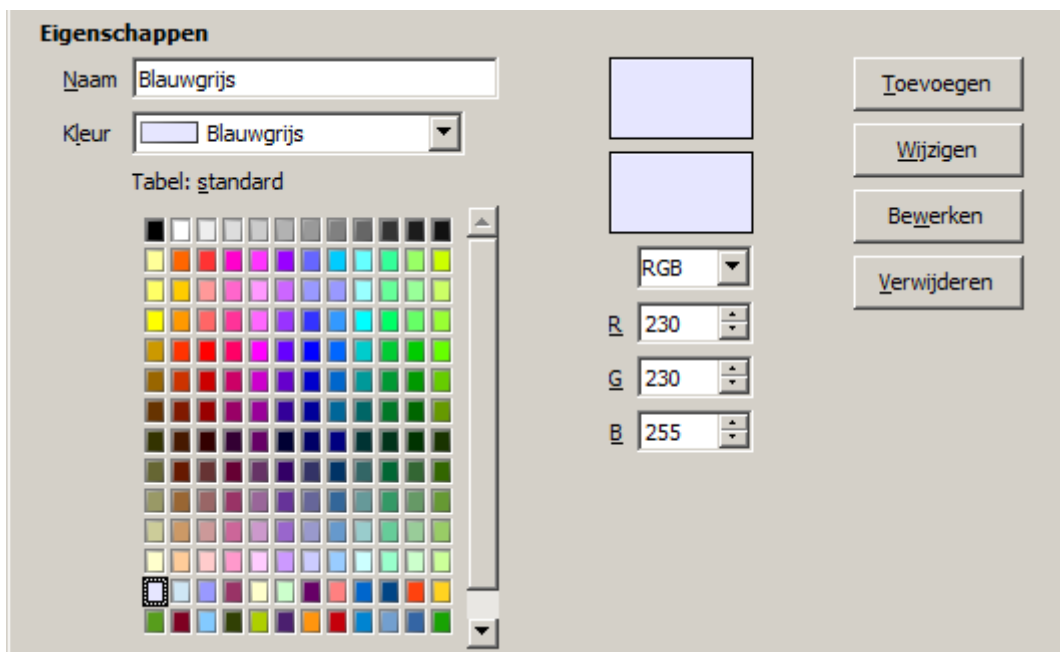 Eigenschappen
Naam Blauwgrijs
Kleur Blauwgrijs
Tabel: standard
RGB
R 230
G 230
B 255
Toevoegen
Wijzigen
Bewerken
Verwijderen